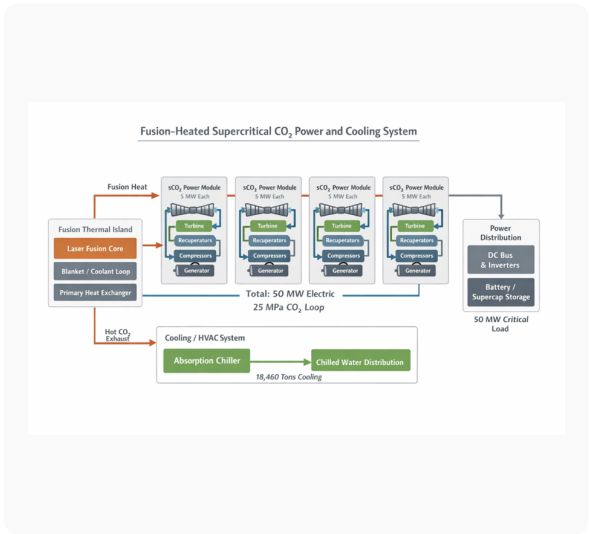 Fusion-Heated Supercritical CO₂ Power and Cooling System
Fusion Heat
sCO₂ Power Module
5 MW Each
Turbine
Recuperators
Compressors
Generator
sCO₂ Power Module
5 MW Each
Turbine
Recuperators
Compressors
Generator
sCO₂ Power Module
5 MW Each
Turbine
Recuperators
Compressors
Generator
sCO₂ Power Module
5 MW Each
Turbine
Recuperators
Compressors
Generator
Fusion Thermal Island
Laser Fusion Core
Blanket / Coolant Loop
Primary Heat Exchanger
Power
Distribution
DC Bus
& Inverters
Battery /
Supercap Storage
50 MW Critical
Load
Total: 50 MW Electric
25 MPa CO₂ Loop
Hot CO₂
Exhaust
Cooling / HVAC System
Absorption Chiller
Chilled Water Distribution
18,460 Tons Cooling